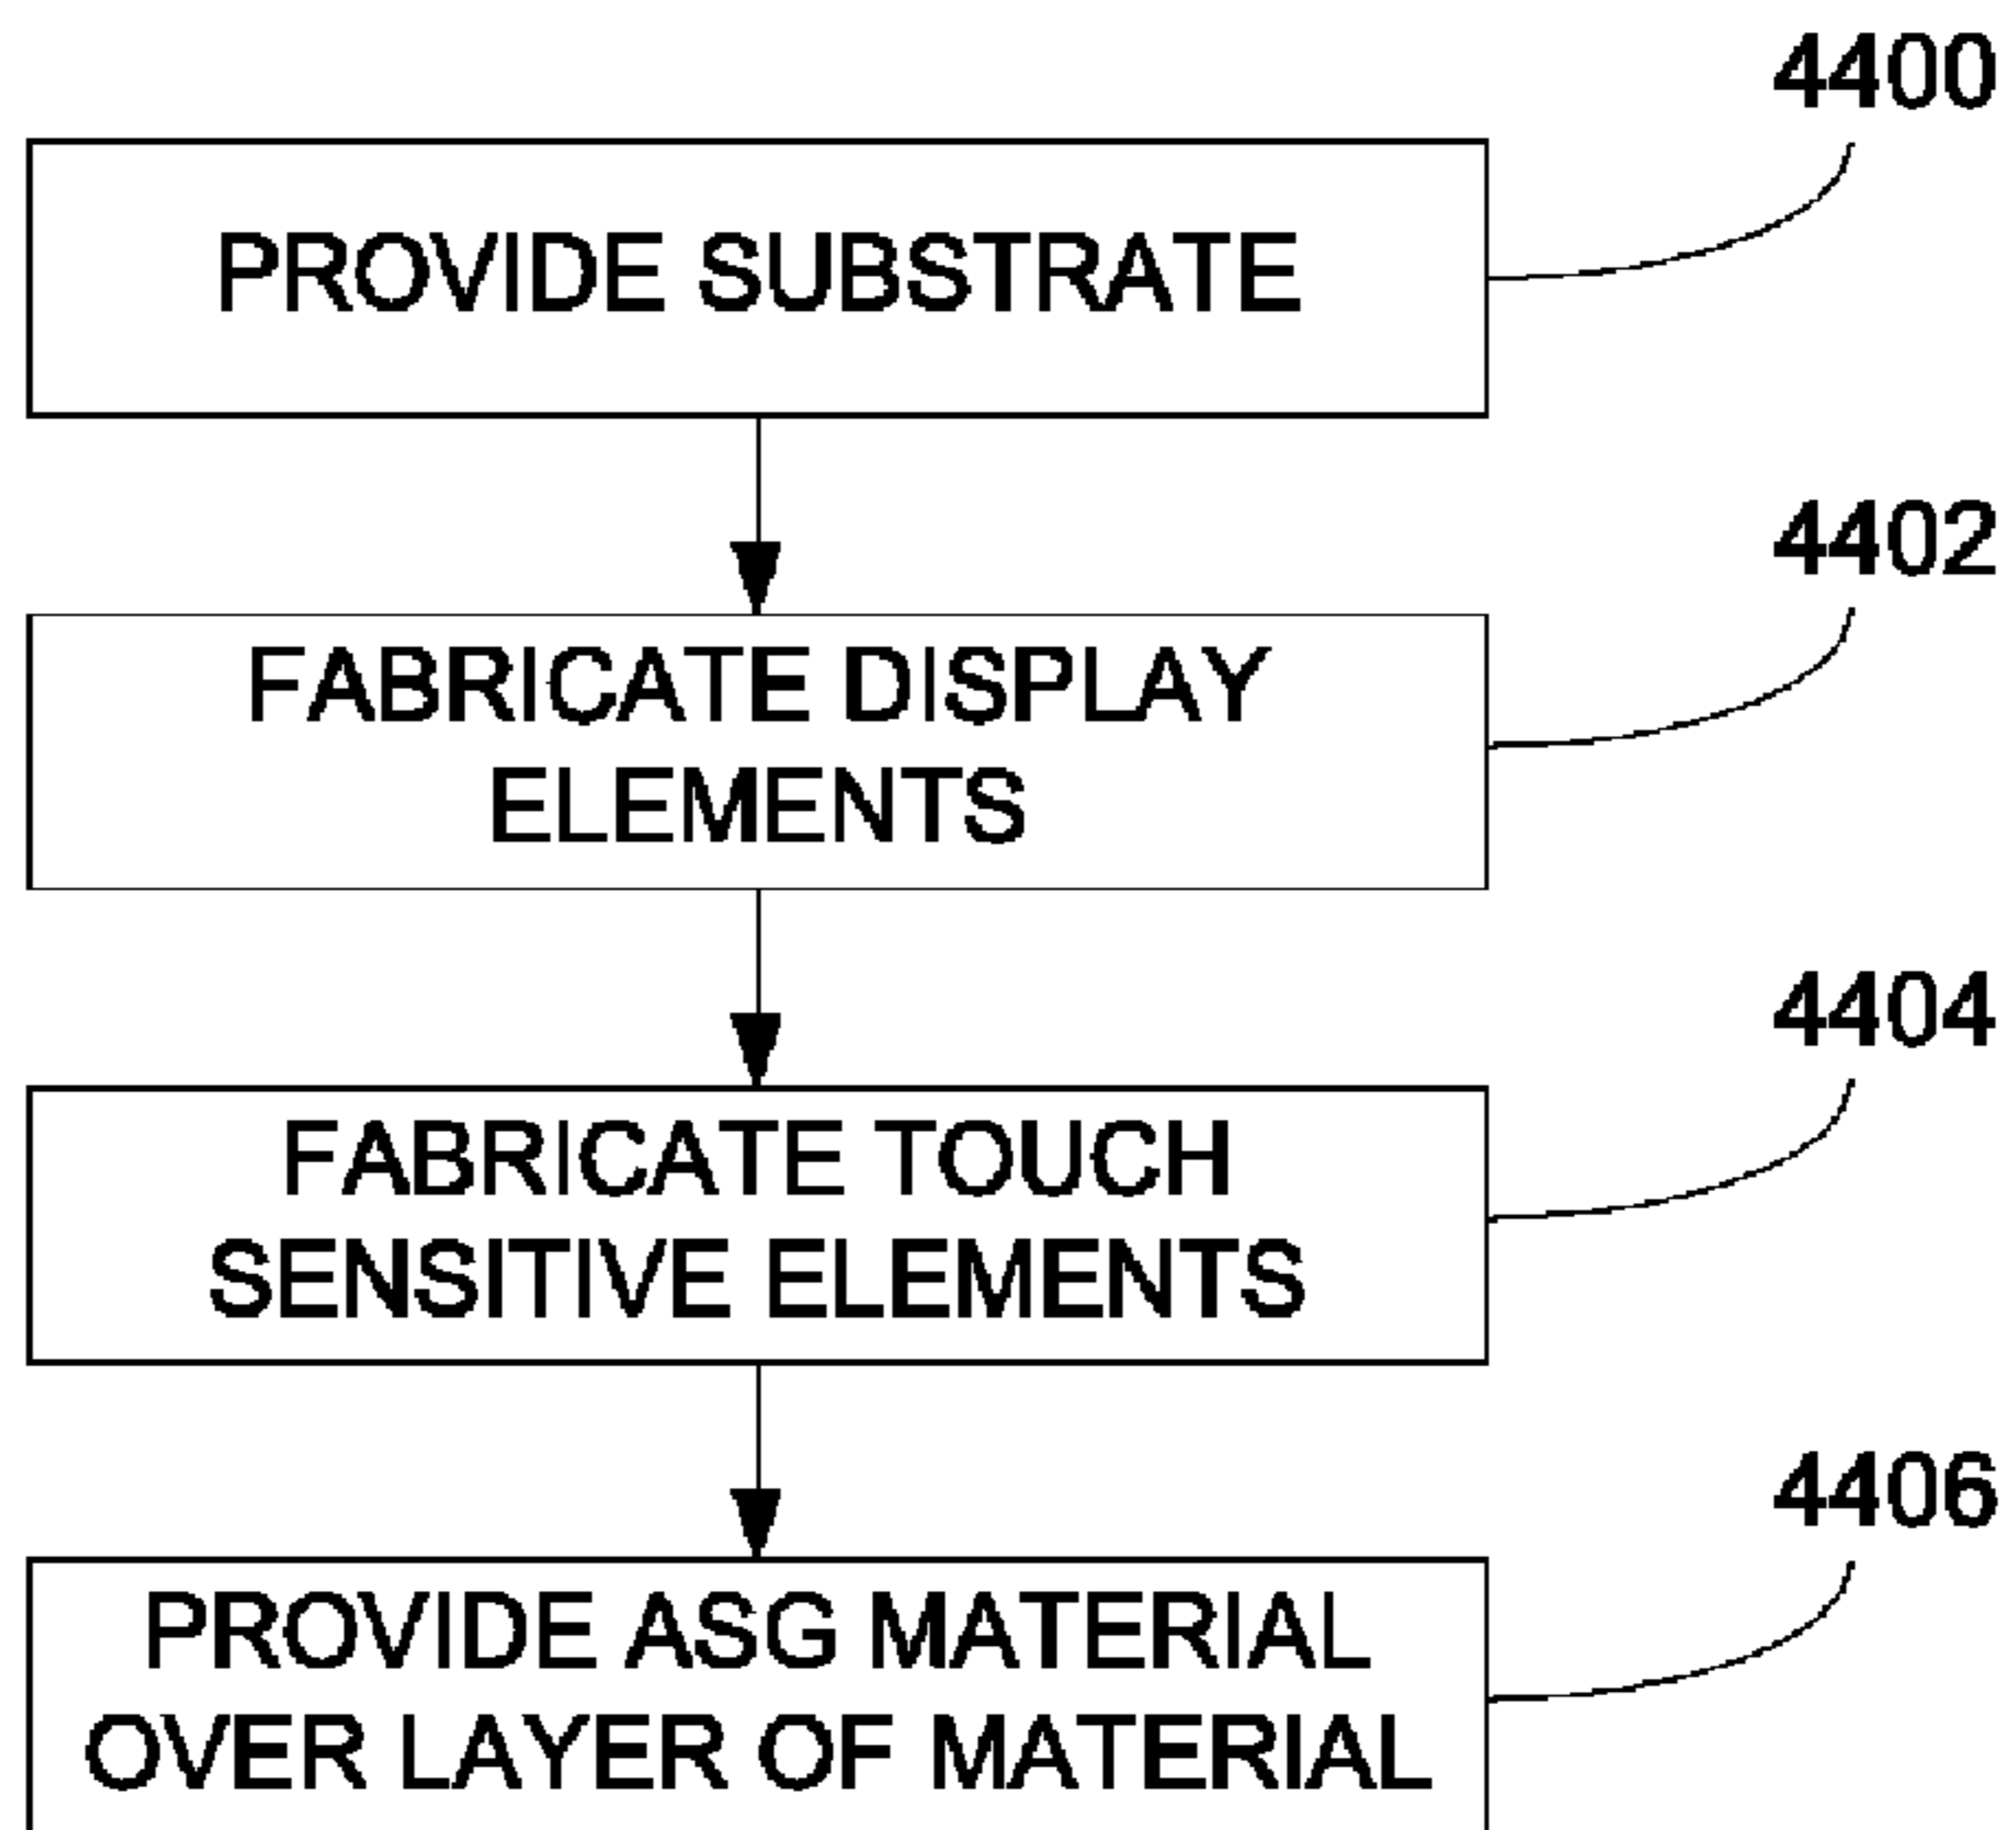 4400
PROVIDE SUBSTRATE
4402
FABRICATE DISPLAY
ELEMENTS
4404
FABRICATE TOUCH
SENSITIVE ELEMENTS
4406
PROVIDE ASG MATERIAL
OVER LAYER OF MATERIAL